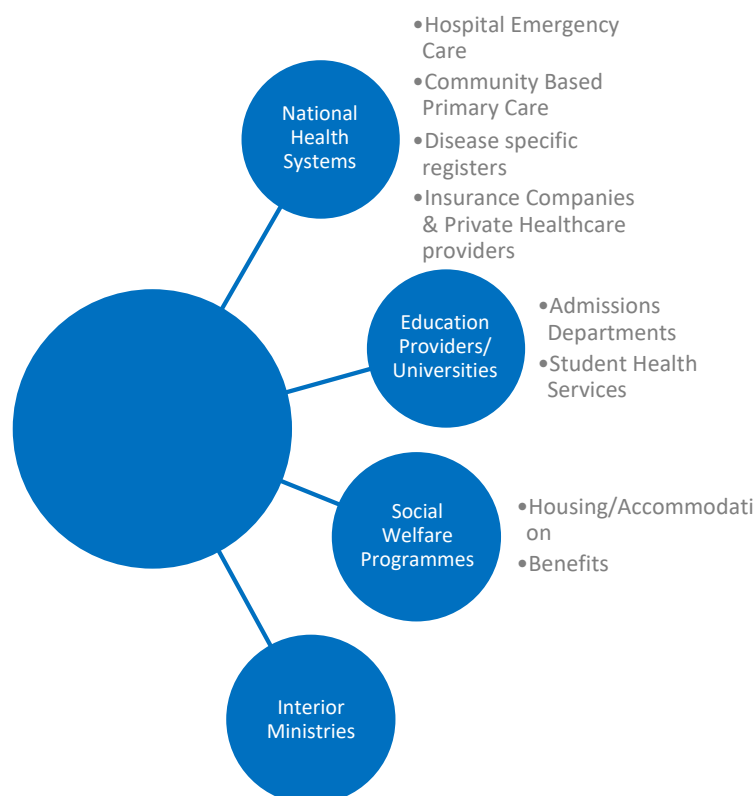 National
Health
Systems
•Hospital Emergency
Care
•Community Based
Primary Care
•Disease specific
registers
•Insurance Companies
& Private Healthcare
providers
Education
Providers/
Universities
•Admissions
Departments
•Student Health
Services
Social
Welfare
Programmes
•Housing/Accommodati
on
•Benefits
Interior
Ministries